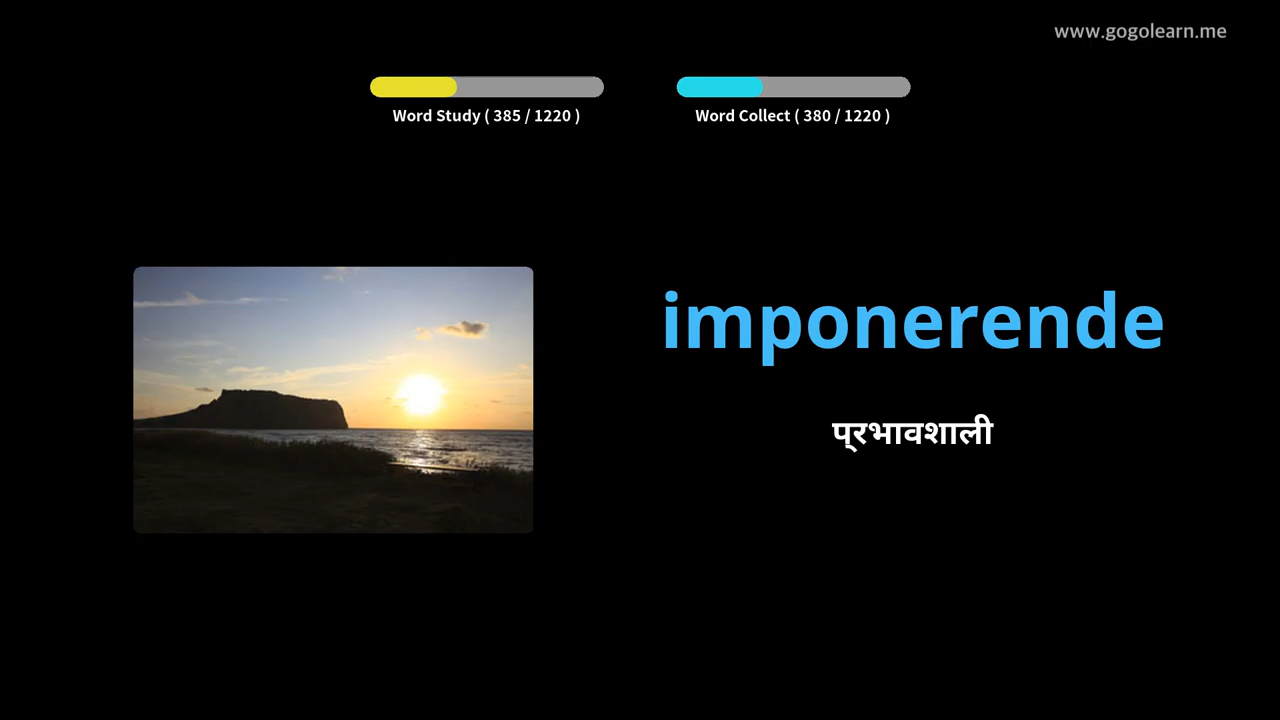 www.gogolearn.me
Word Study ( 385 / 1220 )
Word Collect ( 380 / 1220 )
imponerende
प्रभावशाली